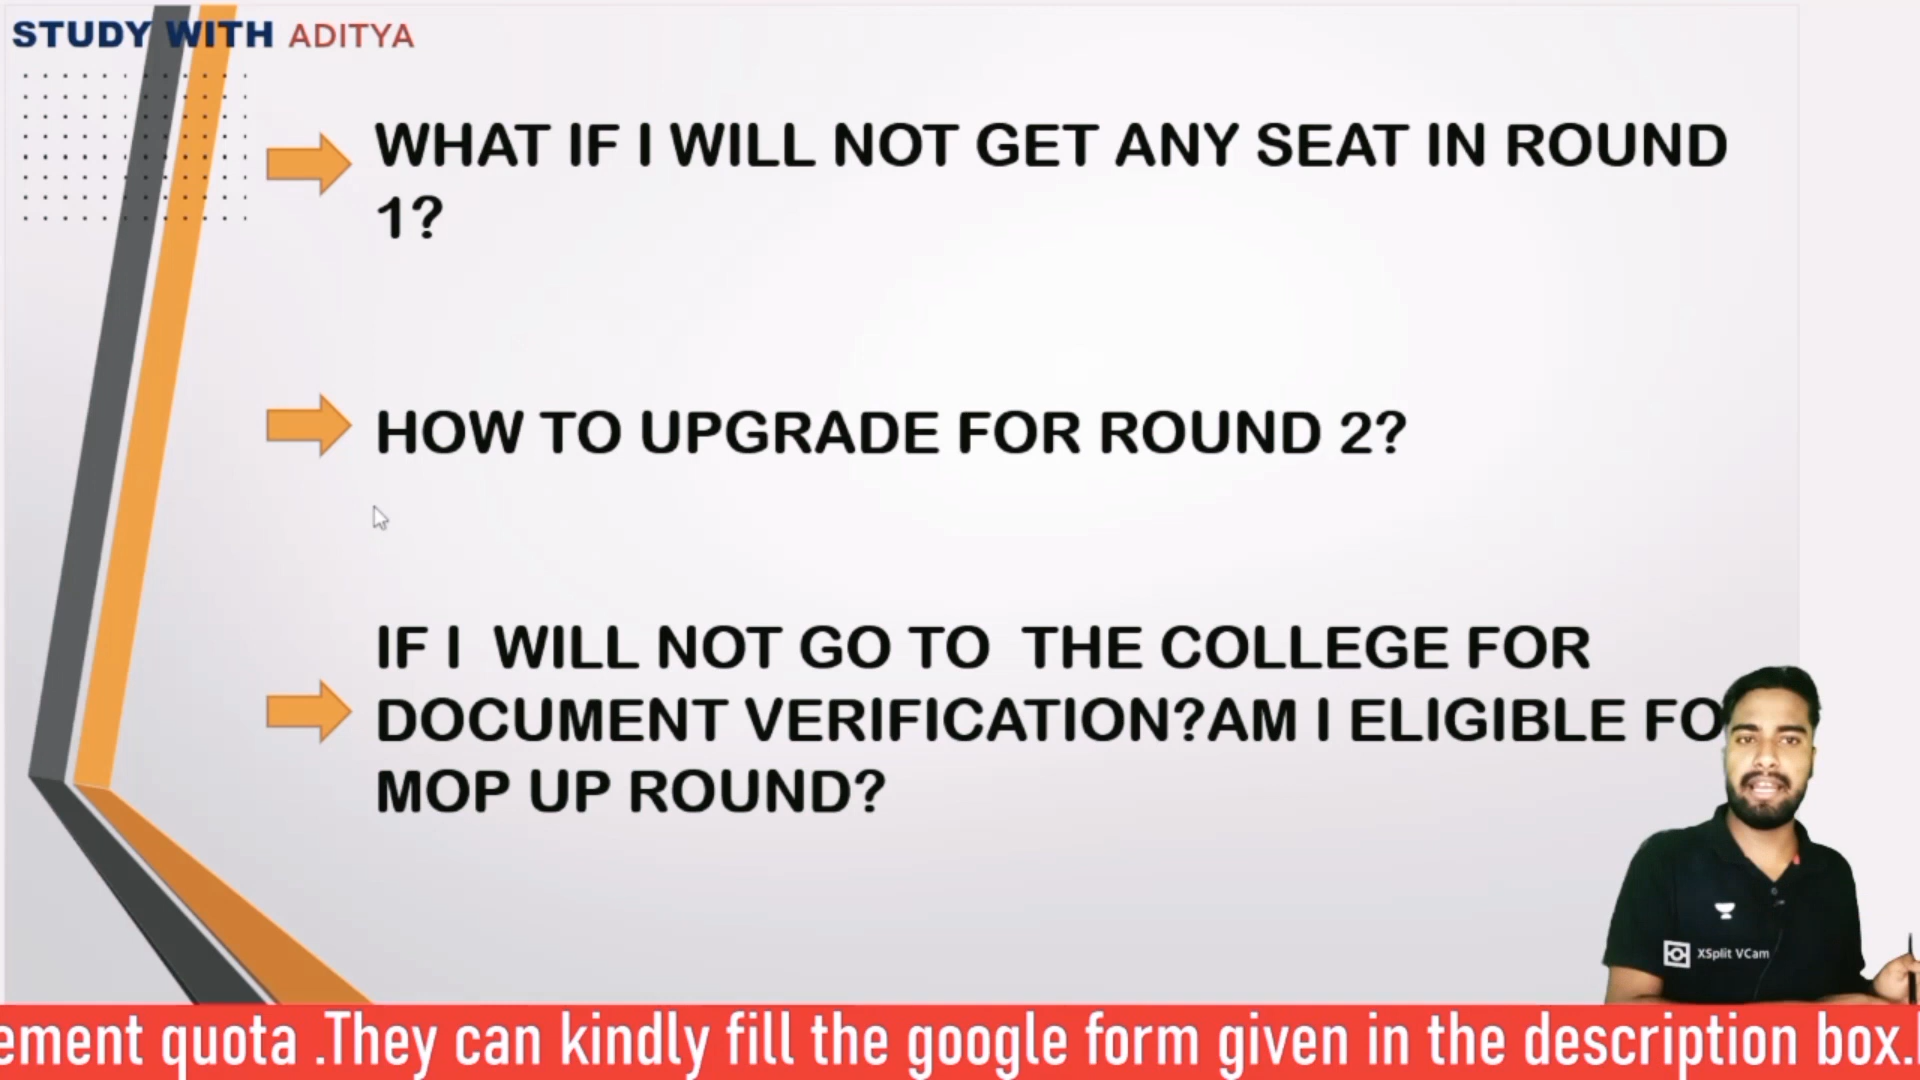 STUDY WITH ADITYA
WHAT IF I WILL NOT GET ANY SEAT IN ROUND
1?
HOW TO UPGRADE FOR ROUND 2?
IF I WILL NOT GO TO THE COLLEGE FOR
DOCUMENT VERIFICATION?AM I ELIGIBLE FO
MOP UP ROUND?
XSplit VCam
ement quota .They can kindly fill the google form given in the description box.